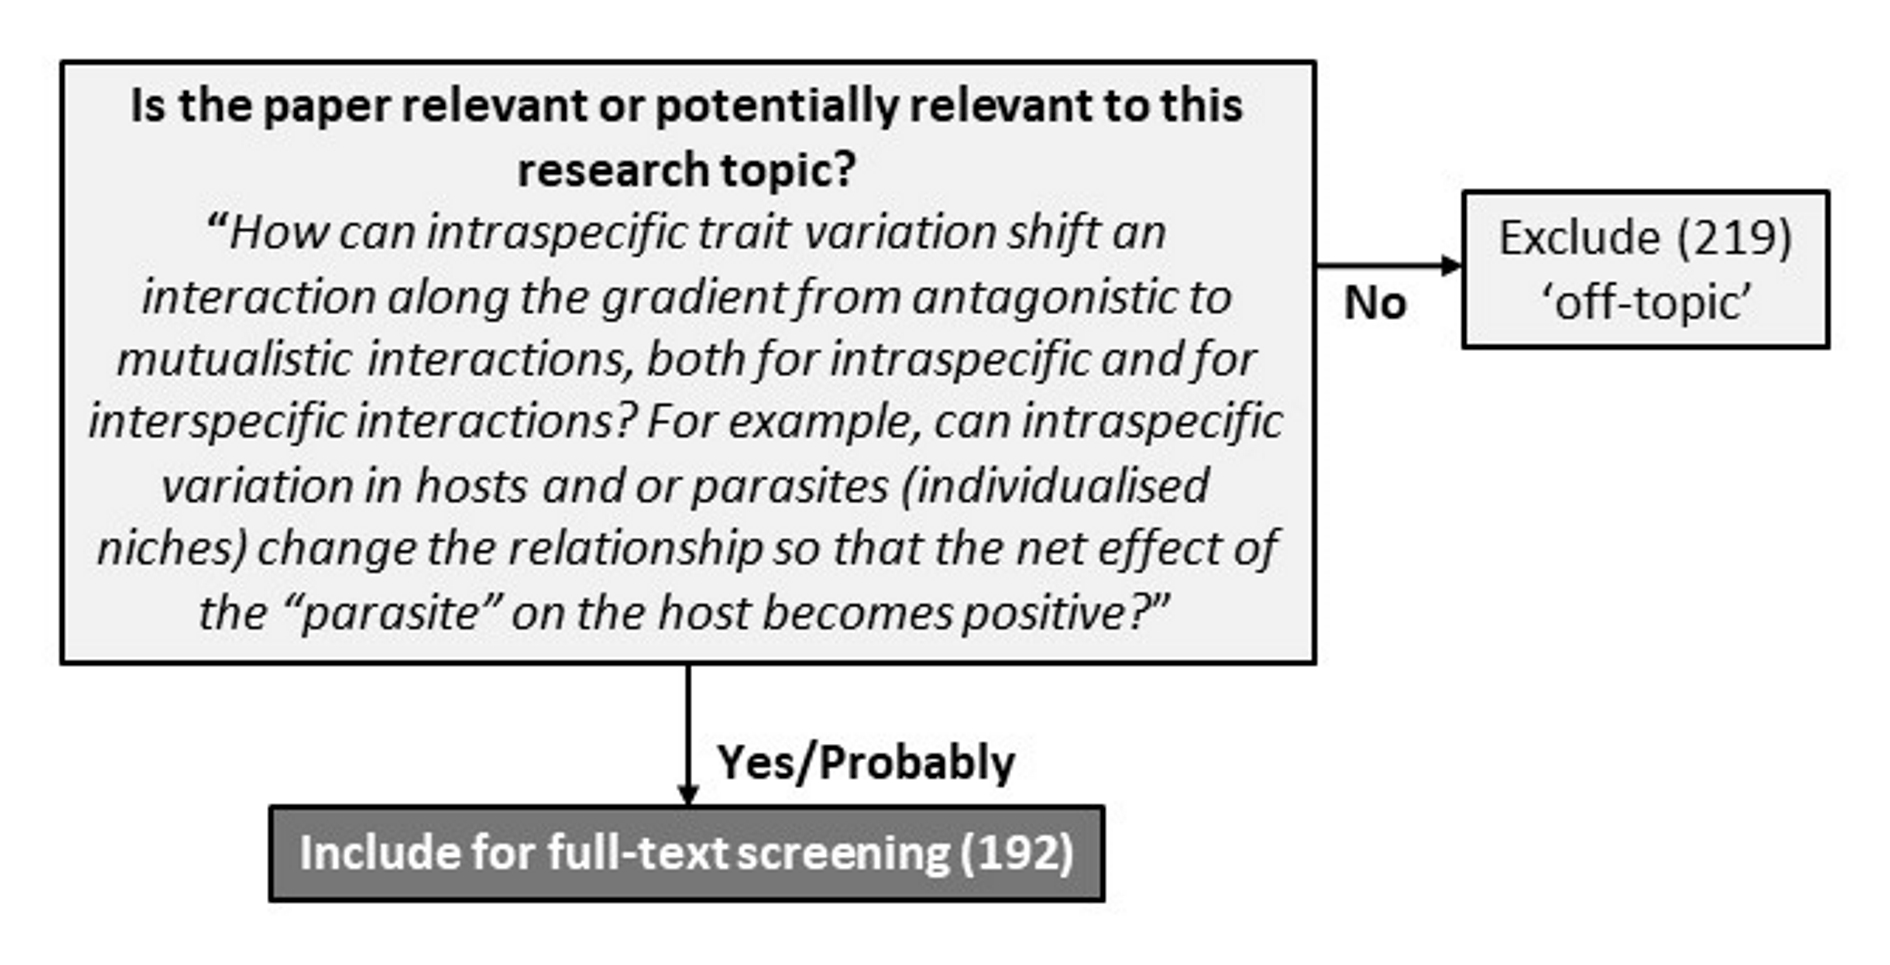 Is the paper relevant or potentially relevant to this
research topic?
“How can intraspecific trait variation shift an
interaction along the gradient from antagonistic to
mutualistic interactions, both for intraspecific and for
interspecific interactions? For example, can intraspecific
variation in hosts and or parasites (individualised
niches) change the relationship so that the net effect of
the “parasite” on the host becomes positive?”
No
Exclude (219)
‘off-topic’
Yes/Probably
Include for full-text screening (192)